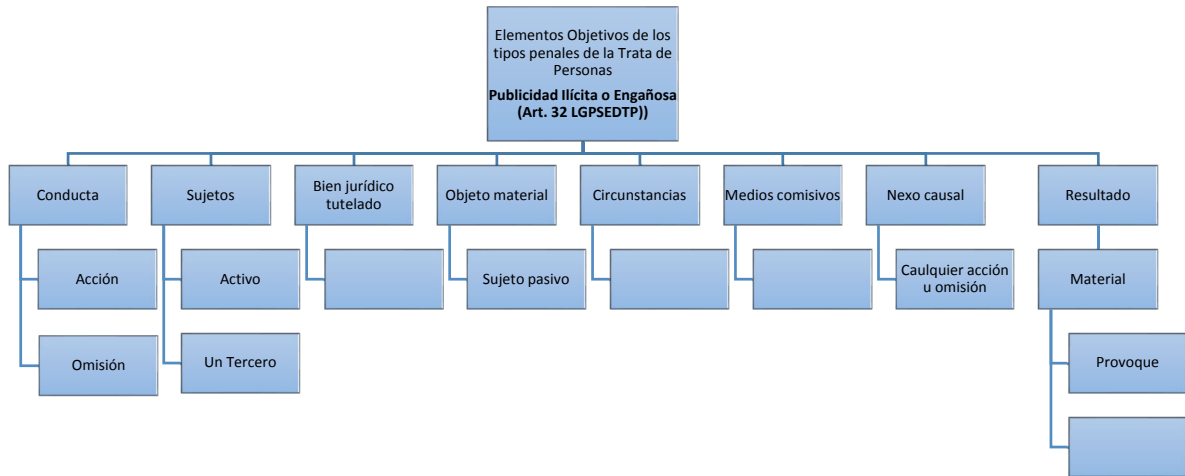 Elementos Objetivos de los
tipos penales de la Trata de
Personas
Publicidad Ilícita o Engañosa
(Art. 32 LGPSEDTP))
Conducta
Sujetos
Bien jurídico
tutelado
Objeto material
Circunstancias
Medios comisivos
Nexo causal
Resultado
Acción
Activo
Sujeto pasivo
Caulquier acción
u omisión
Material
Omisión
Un Tercero
Provoque